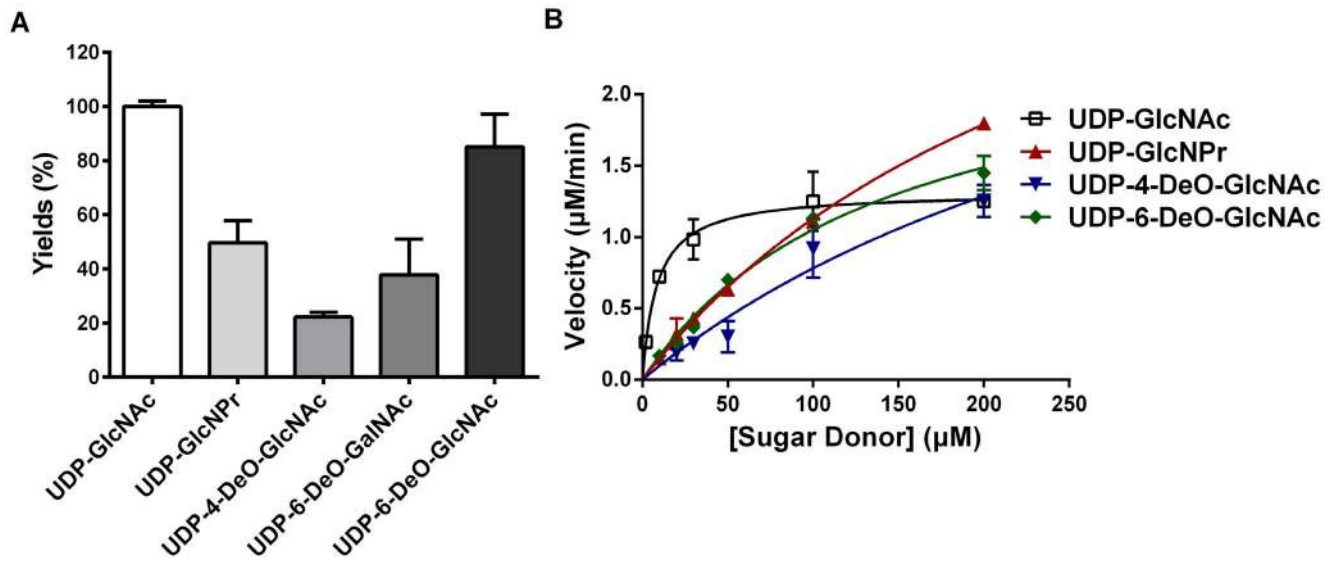 A
120
100
80
60
40
20
0
Yields (%)
UDP-GlcNAc
UDP-GlcNPr
UDP-4-DeO-GlcNAc
UDP-6-DeO-GalNAc
UDP-6-DeO-GlcNAc
B
2.0
1.5
1.0
0.5
0.0
Velocity (µM/min)
0 50 100 150 200 250
[Sugar Donor] (µM)
UDP-GlcNAc
UDP-GlcNPr
UDP-4-DeO-GlcNAc
UDP-6-DeO-GlcNAc